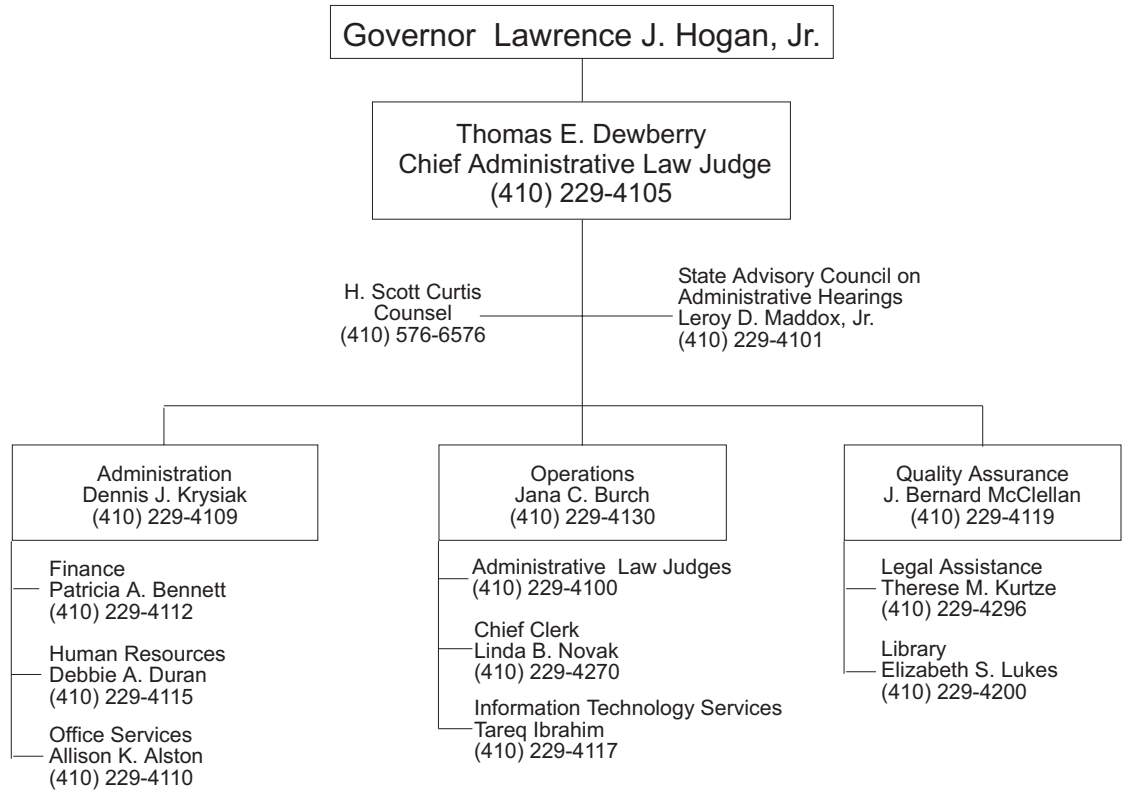 Governor Lawrence J. Hogan, Jr.
Thomas E. Dewberry
Chief Administrative Law Judge
(410) 229-4105
H. Scott Curtis
Counsel
(410) 576-6576
State Advisory Council on
Administrative Hearings
Leroy D. Maddox, Jr.
(410) 229-4101
Administration
Dennis J. Krysiak
(410) 229-4109
Finance
Patricia A. Bennett
(410) 229-4112
Human Resources
Debbie A. Duran
(410) 229-4115
Office Services
Allison K. Alston
(410) 229-4110
Operations
Jana C. Burch
(410) 229-4130
Administrative Law Judges
(410) 229-4100
Chief Clerk
Linda B. Novak
(410) 229-4270
Information Technology Services
Tareq Ibrahim
(410) 229-4117
Quality Assurance
J. Bernard McClellan
(410) 229-4119
Legal Assistance
Therese M. Kurtze
(410) 229-4296
Library
Elizabeth S. Lukes
(410) 229-4200